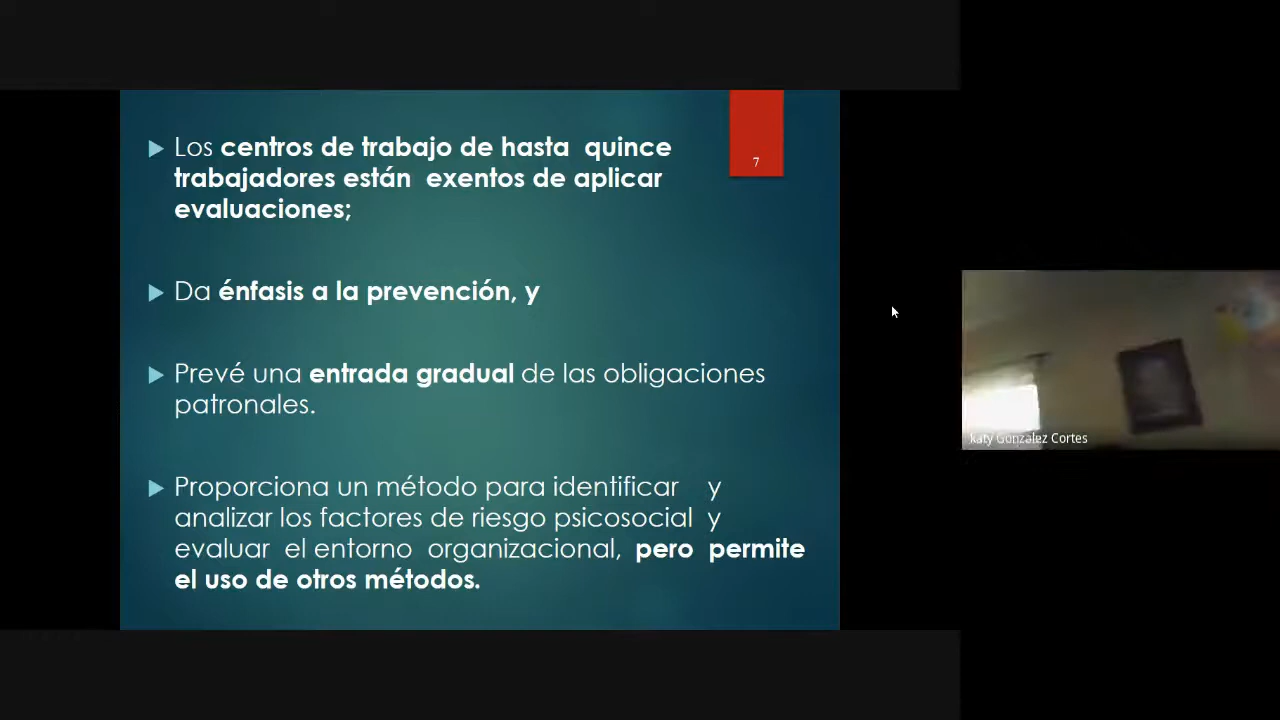 Los centros de trabajo de hasta quince
trabajadores están exentos de aplicar
evaluaciones;
7
Da énfasis a la prevención, y
Prevé una entrada gradual de las obligaciones
patronales.
Proporciona un método para identificar y
analizar los factores de riesgo psicosocial y
evaluar el entorno organizacional, pero permite
el uso de otros métodos.
katy Gonzalez Cortes